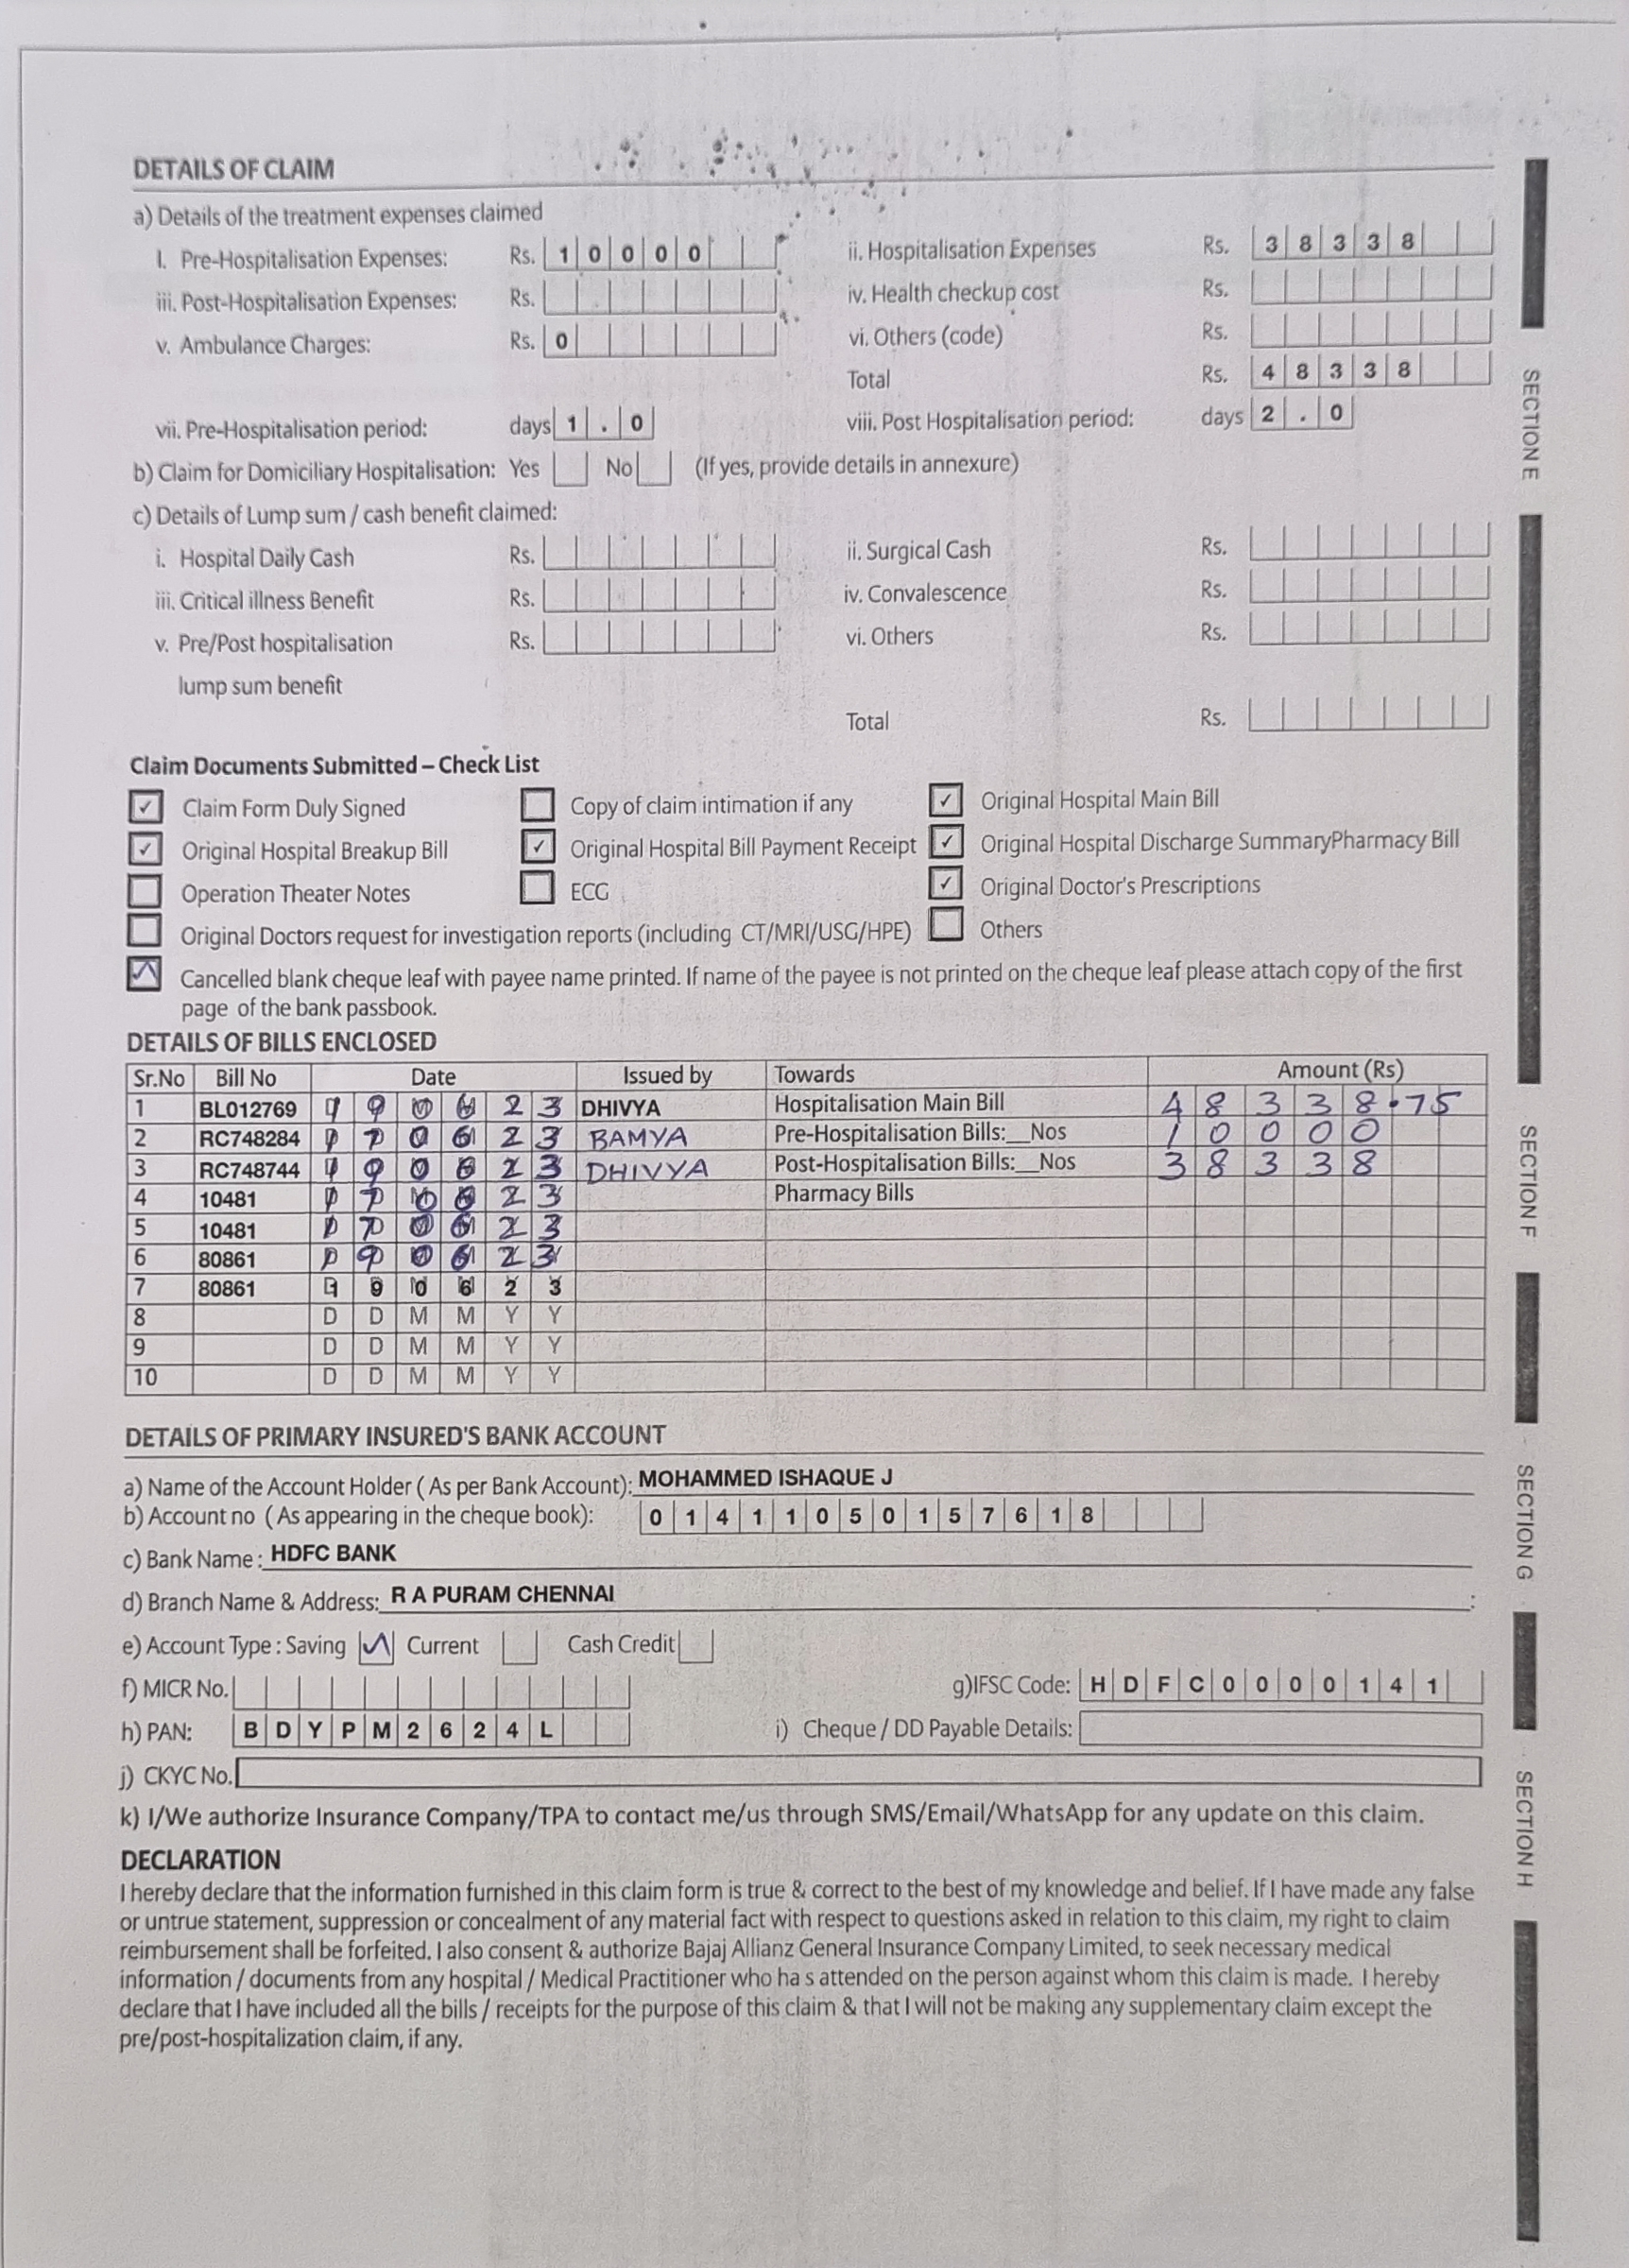 DETAILS OF CLAIM
a) Details of the treatment expenses claimed
I. Pre-Hospitalisation Expenses: Rs. 10000 ii. Hospitalisation Expenses Rs. 38338
iii. Post-Hospitalisation Expenses: Rs. iv. Health checkup cost Rs.
v. Ambulance Charges: Rs. 0 vi. Others (code) Rs.
Total Rs. 48338
vii. Pre-Hospitalisation period: days 1.0 viii. Post Hospitalisation period: days 2.0
b) Claim for Domiciliary Hospitalisation: Yes No (If yes, provide details in annexure)
c) Details of Lump sum / cash benefit claimed:
i. Hospital Daily Cash Rs. ii. Surgical Cash Rs.
iii. Critical illness Benefit Rs. iv. Convalescence Rs.
v. Pre/Post hospitalisation Rs. vi. Others Rs.
lump sum benefit
Total Rs.
Claim Documents Submitted – Check List
✓ Claim Form Duly Signed Copy of claim intimation if any ✓ Original Hospital Main Bill
✓ Original Hospital Breakup Bill ✓ Original Hospital Bill Payment Receipt ✓ Original Hospital Discharge SummaryPharmacy Bill
Operation Theater Notes ECG ✓ Original Doctor's Prescriptions
Original Doctors request for investigation reports (including CT/MRI/USG/HPE) Others
Cancelled blank cheque leaf with payee name printed. If name of the payee is not printed on the cheque leaf please attach copy of the first
page of the bank passbook.
DETAILS OF BILLS ENCLOSED
Sr.No Bill No Date Issued by Towards Amount (Rs)
1 BL012769 9 0 6 2 3 DHIVYA Hospitalisation Main Bill 48338.75
2 RC748284 7 0 6 2 3 BAMYA Pre-Hospitalisation Bills:__Nos 10000
3 RC748744 9 0 6 2 3 DHIVYA Post-Hospitalisation Bills:__Nos 38338
4 10481 7 0 6 2 3 Pharmacy Bills
5 10481 7 0 6 2 3
6 80861 9 0 6 2 3
7 80861 9 0 6 2 3
8 D D M M Y Y
9 D D M M Y Y
10 D D M M Y Y
DETAILS OF PRIMARY INSURED'S BANK ACCOUNT
a) Name of the Account Holder ( As per Bank Account): MOHAMMED ISHAQUE J
b) Account no ( As appearing in the cheque book): 01411050157618
c) Bank Name : HDFC BANK
d) Branch Name & Address: R A PURAM CHENNAI
e) Account Type : Saving Current Cash Credit
f) MICR No. g)IFSC Code: HDFC0000141
h) PAN: BDYPM2624L i) Cheque / DD Payable Details:
j) CKYC No.
k) I/We authorize Insurance Company/TPA to contact me/us through SMS/Email/WhatsApp for any update on this claim.
DECLARATION
I hereby declare that the information furnished in this claim form is true & correct to the best of my knowledge and belief. If I have made any false
or untrue statement, suppression or concealment of any material fact with respect to questions asked in relation to this claim, my right to claim
reimbursement shall be forfeited. I also consent & authorize Bajaj Allianz General Insurance Company Limited, to seek necessary medical
information / documents from any hospital / Medical Practitioner who ha s attended on the person against whom this claim is made. I hereby
declare that I have included all the bills / receipts for the purpose of this claim & that I will not be making any supplementary claim except the
pre/post-hospitalization claim, if any.
SECTION E
SECTION F
SECTION G
SECTION H